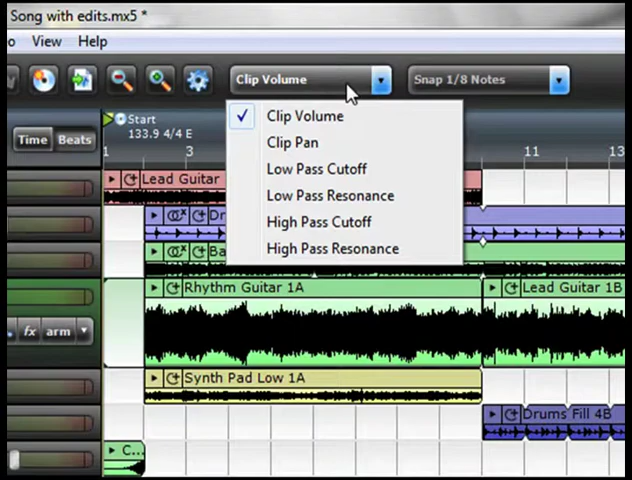 Song with edits.mx5 *
View Help
Clip Volume
Snap 1/8 Notes
Start
133.9 4/4 E
Time Beats
1 3 11 13
Clip Volume
Clip Pan
Low Pass Cutoff
Low Pass Resonance
High Pass Cutoff
High Pass Resonance
Lead Guitar
Dr
Ba
Rhythm Guitar 1A
Lead Guitar 1B
fx arm
Synth Pad Low 1A
Drums Fill 4B
C...